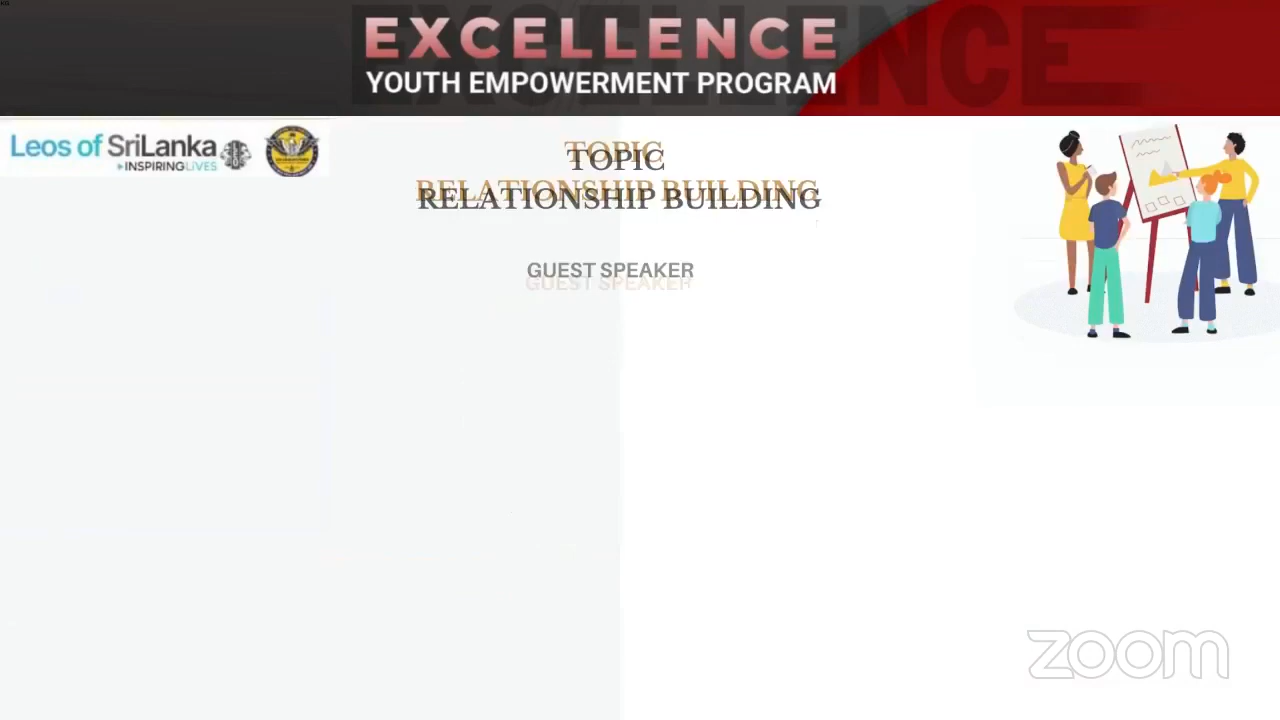 EXCELLENCE
YOUTH EMPOWERMENT PROGRAM
Leos of SriLanka
INSPIRING LIVES
TOPIC
RELATIONSHIP BUILDING
GUEST SPEAKER
zoom